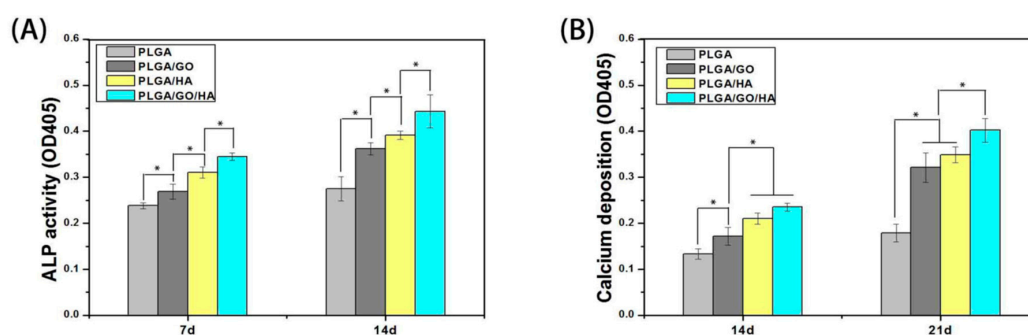 (A)
ALP activity (OD405)
0.6
0.5
0.4
0.3
0.2
0.1
0.0
PLGA
PLGA/GO
PLGA/HA
PLGA/GO/HA
*
*
*
*
*
*
7d
14d
(B)
Calcium deposition (OD405)
0.6
0.5
0.4
0.3
0.2
0.1
0.0
PLGA
PLGA/GO
PLGA/HA
PLGA/GO/HA
*
*
*
*
14d
21d